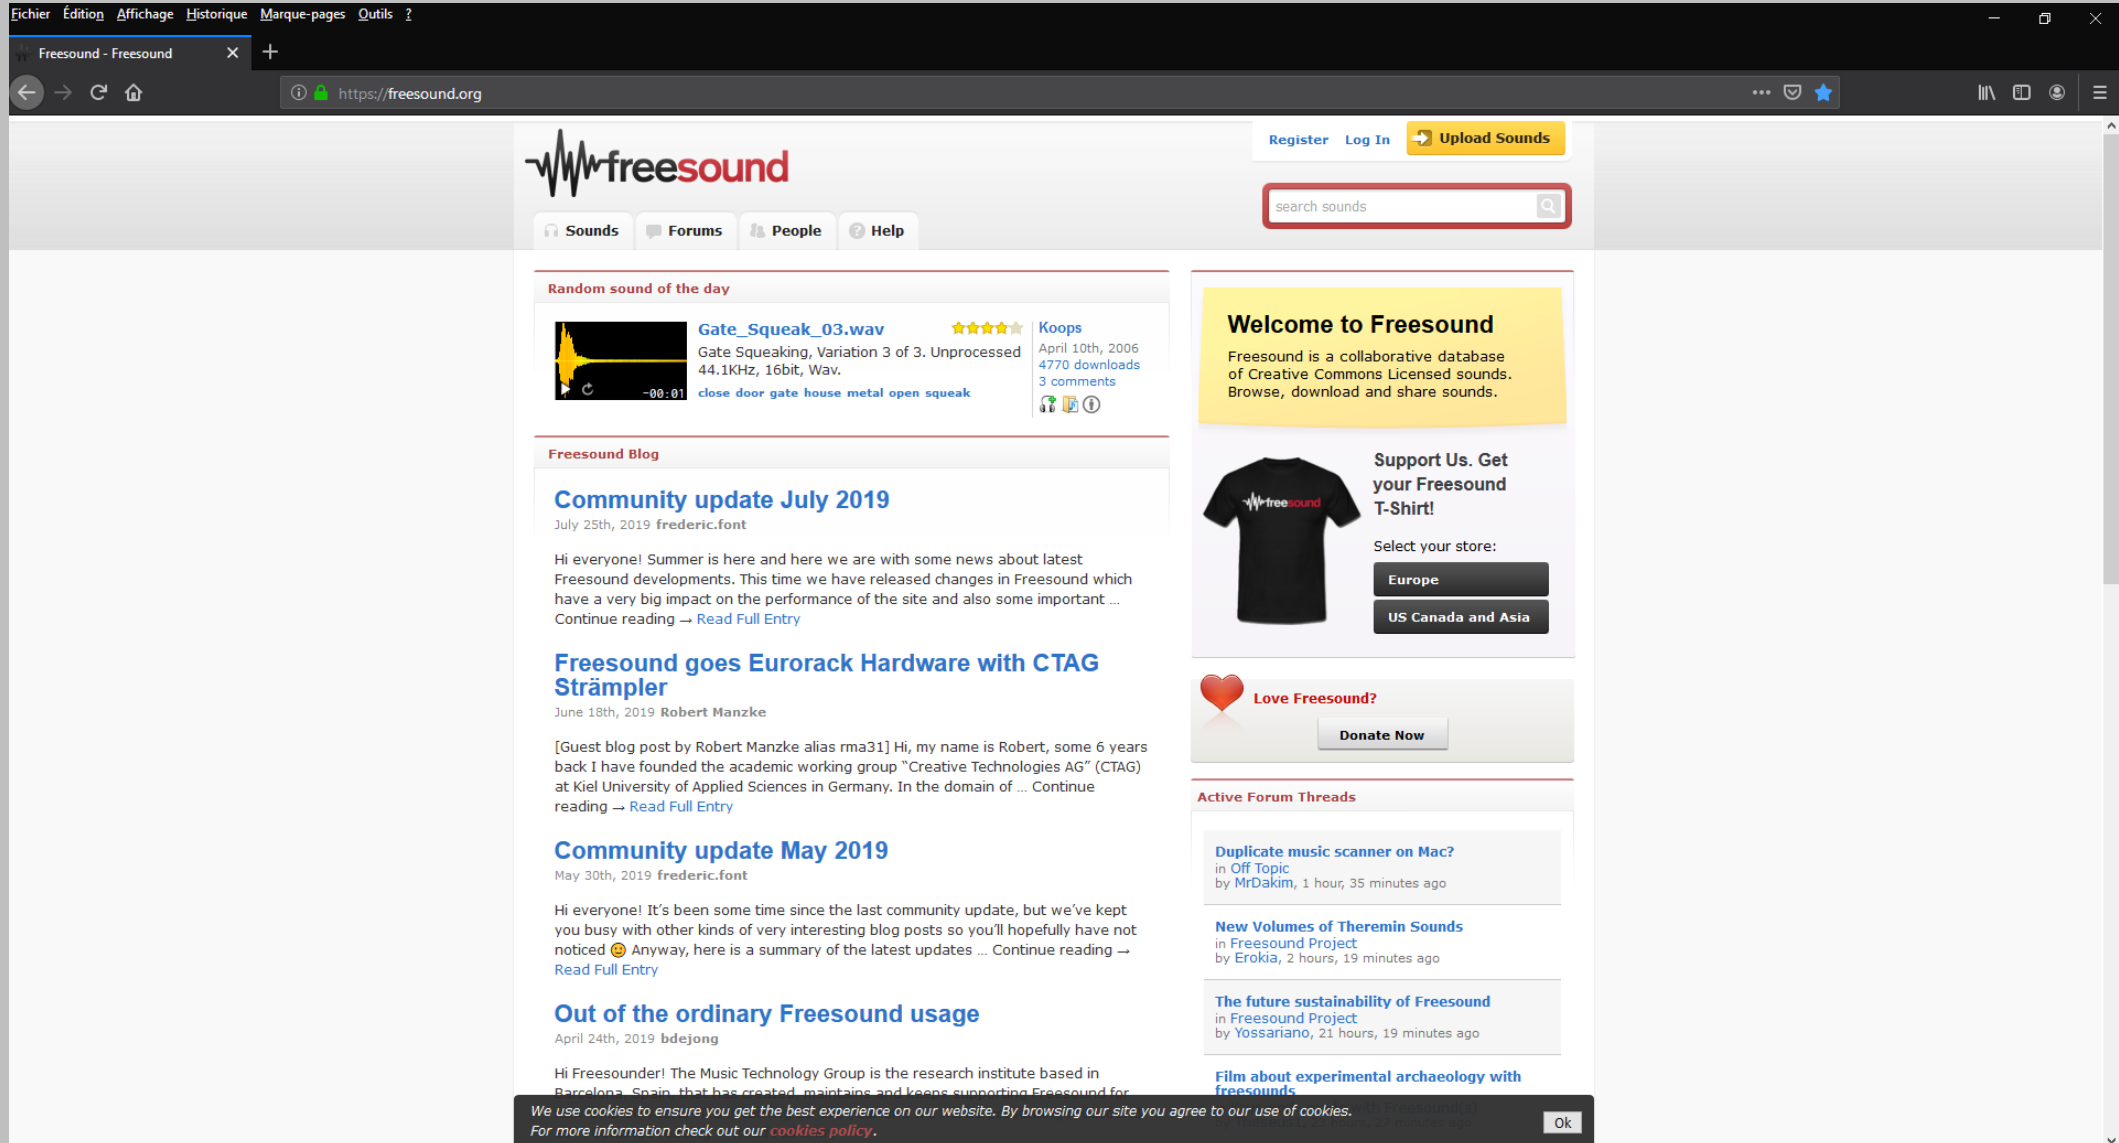 Fichier Édition Affichage Historique Marque-pages Outils ?
Freesound - Freesound
https://freesound.org
freesound
Register Log In Upload Sounds
search sounds
Sounds Forums People Help
Random sound of the day
Gate_Squeak_03.wav
Gate Squeaking, Variation 3 of 3. Unprocessed
44.1KHz, 16bit, Wav.
close door gate house metal open squeak
-00:01
Koops
April 10th, 2006
4770 downloads
3 comments
Freesound Blog
Community update July 2019
July 25th, 2019 frederic.font
Hi everyone! Summer is here and here we are with some news about latest
Freesound developments. This time we have released changes in Freesound which
have a very big impact on the performance of the site and also some important ...
Continue reading → Read Full Entry
Freesound goes Eurorack Hardware with CTAG
Strämpler
June 18th, 2019 Robert Manzke
[Guest blog post by Robert Manzke alias rma31] Hi, my name is Robert, some 6 years
back I have founded the academic working group “Creative Technologies AG” (CTAG)
at Kiel University of Applied Sciences in Germany. In the domain of ... Continue
reading → Read Full Entry
Community update May 2019
May 30th, 2019 frederic.font
Hi everyone! It’s been some time since the last community update, but we’ve kept
you busy with other kinds of very interesting blog posts so you’ll hopefully have not
noticed 🙂 Anyway, here is a summary of the latest updates ... Continue reading →
Read Full Entry
Out of the ordinary Freesound usage
April 24th, 2019 bdejong
Hi Freesounder! The Music Technology Group is the research institute based in
Barcelona, Spain, that has created, maintains and keeps supporting Freesound for
Welcome to Freesound
Freesound is a collaborative database
of Creative Commons Licensed sounds.
Browse, download and share sounds.
freesound
Support Us. Get
your Freesound
T-Shirt!
Select your store:
Europe
US Canada and Asia
Love Freesound?
Donate Now
Active Forum Threads
Duplicate music scanner on Mac?
in Off Topic
by MrDakim, 1 hour, 35 minutes ago
New Volumes of Theremin Sounds
in Freesound Project
by Erokia, 2 hours, 19 minutes ago
The future sustainability of Freesound
in Freesound Project
by Yossariano, 21 hours, 19 minutes ago
Film about experimental archaeology with
freesounds
We use cookies to ensure you get the best experience on our website. By browsing our site you agree to our use of cookies.
For more information check out our cookies policy.
Ok